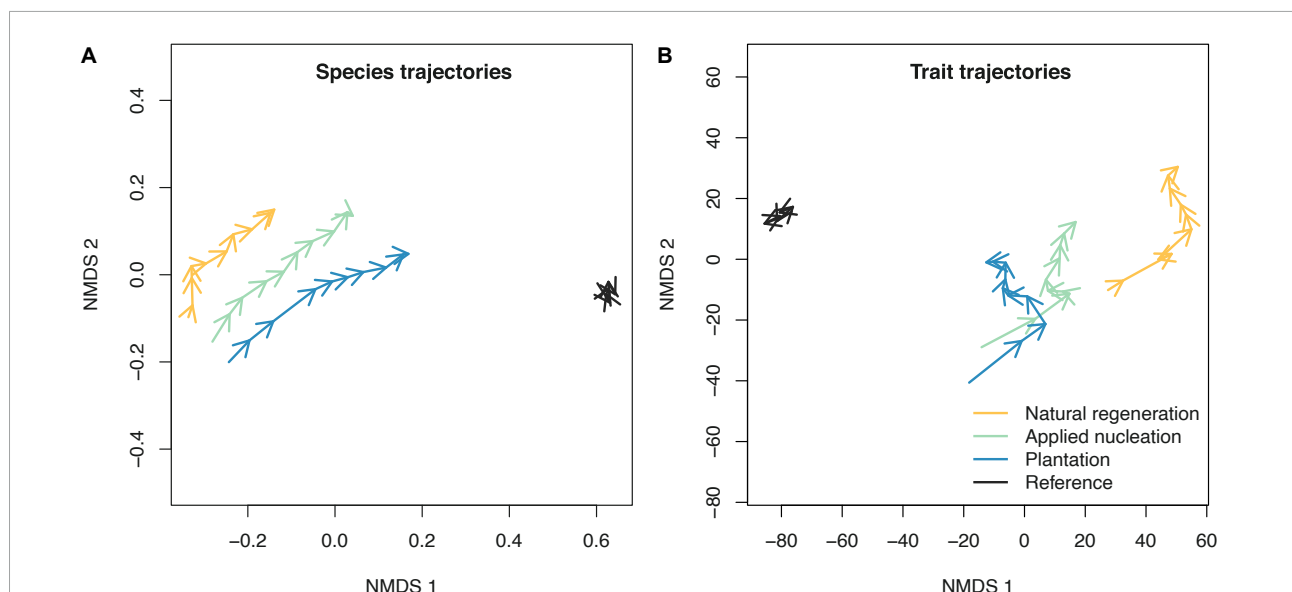 A
Species trajectories
NMDS 2
0.4
0.2
0.0
−0.2
−0.4
−0.2
0.0
0.2
0.4
0.6
NMDS 1
B
Trait trajectories
NMDS 2
60
40
20
0
−20
−40
−60
−80
−80
−60
−40
−20
0
20
40
60
NMDS 1
Natural regeneration
Applied nucleation
Plantation
Reference